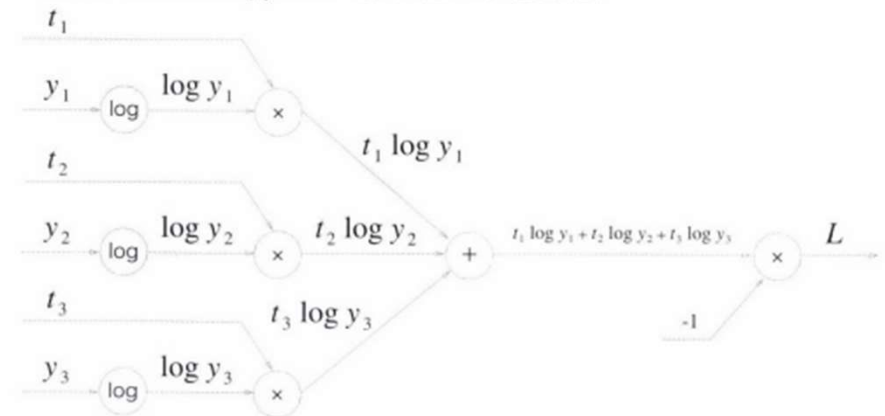 t₁
y₁ log log y₁ ×
t₁ log y₁
t₂
y₂ log log y₂ × t₂ log y₂ + t₁ log y₁ + t₂ log y₂ + t₃ log y₃ × L
t₃
t₃ log y₃
-1
y₃ log log y₃ ×